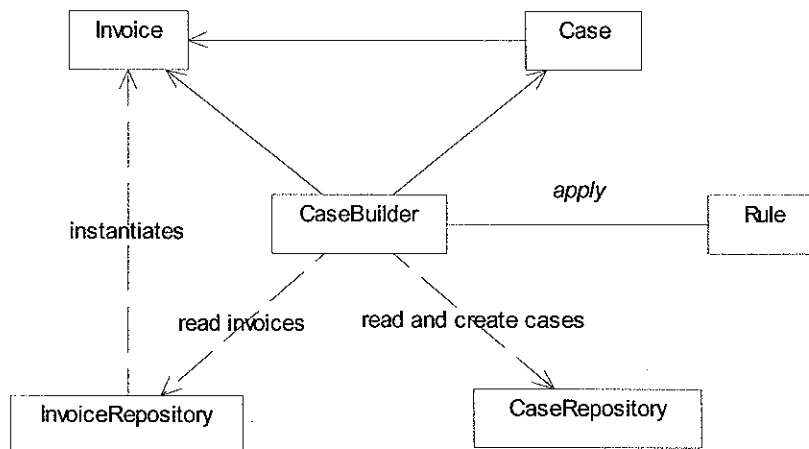 Invoice
Case
apply
CaseBuilder
Rule
instantiates
read invoices
read and create cases
InvoiceRepository
CaseRepository